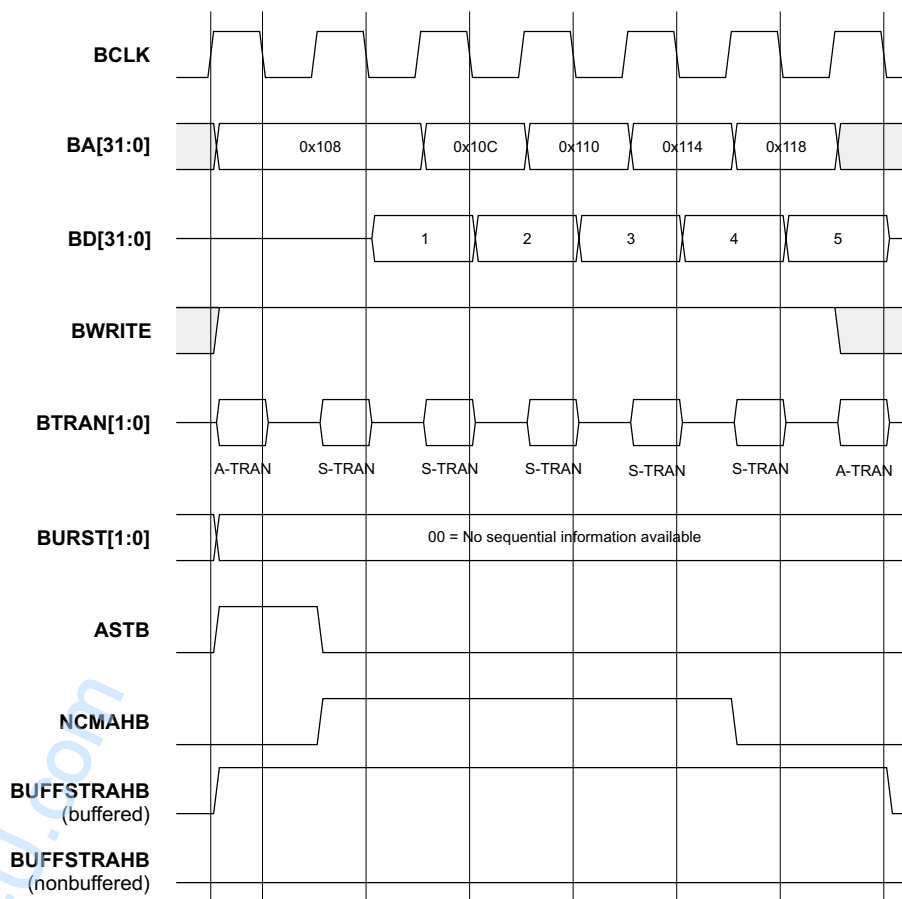 BCLK
BA[31:0]
0x108
0x10C
0x110
0x114
0x118
BD[31:0]
1
2
3
4
5
BWRITE
BTRAN[1:0]
A-TRAN
S-TRAN
S-TRAN
S-TRAN
S-TRAN
S-TRAN
A-TRAN
BURST[1:0]
00 = No sequential information available
ASTB
NCMAHB
BUFFSTRAHB
(buffered)
BUFFSTRAHB
(nonbuffered)
.com